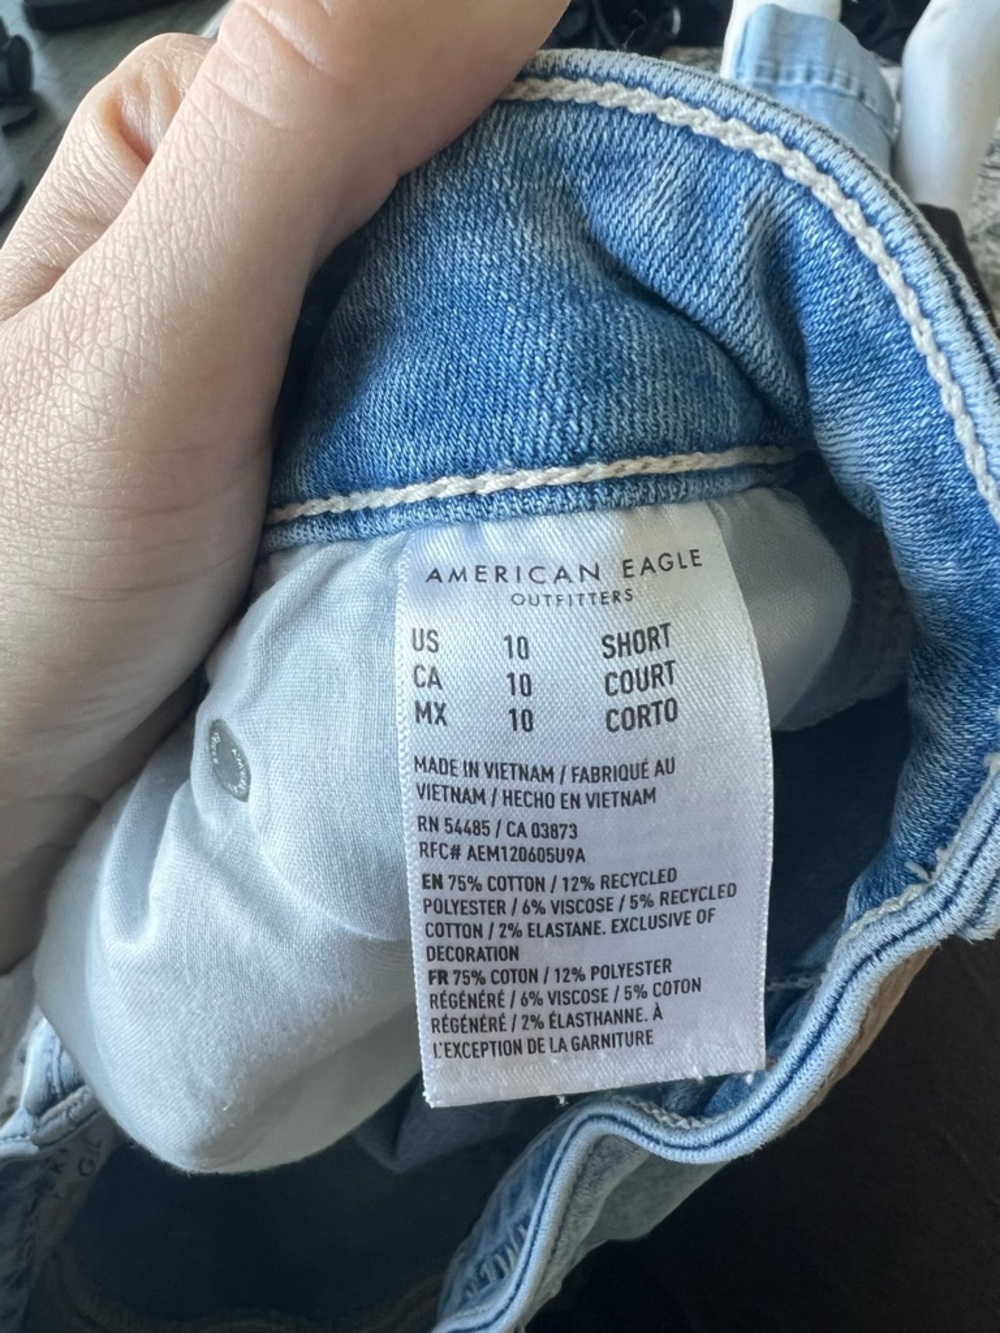 AMERICAN EAGLE
OUTFITTERS
US 10 SHORT
CA 10 COURT
MX 10 CORTO
MADE IN VIETNAM / FABRIQUÉ AU
VIETNAM / HECHO EN VIETNAM
RN 54485 / CA 03873
RFC# AEM120605U9A
EN 75% COTTON / 12% RECYCLED
POLYESTER / 6% VISCOSE / 5% RECYCLED
COTTON / 2% ELASTANE. EXCLUSIVE OF
DECORATION
FR 75% COTON / 12% POLYESTER
RÉGÉNÉRÉ / 6% VISCOSE / 5% COTON
RÉGÉNÉRÉ / 2% ÉLASTHANNE. À
L'EXCEPTION DE LA GARNITURE